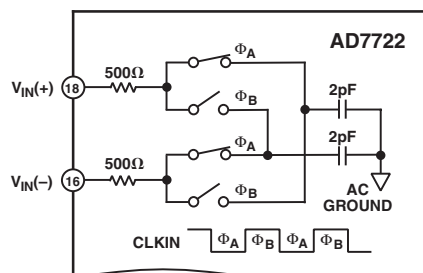 AD7722
ΦA
500Ω
VIN(+)
18
ΦB
2pF
ΦA
2pF
500Ω
VIN(–)
16
ΦB
AC
GROUND
CLKIN
ΦA ΦB ΦA ΦB